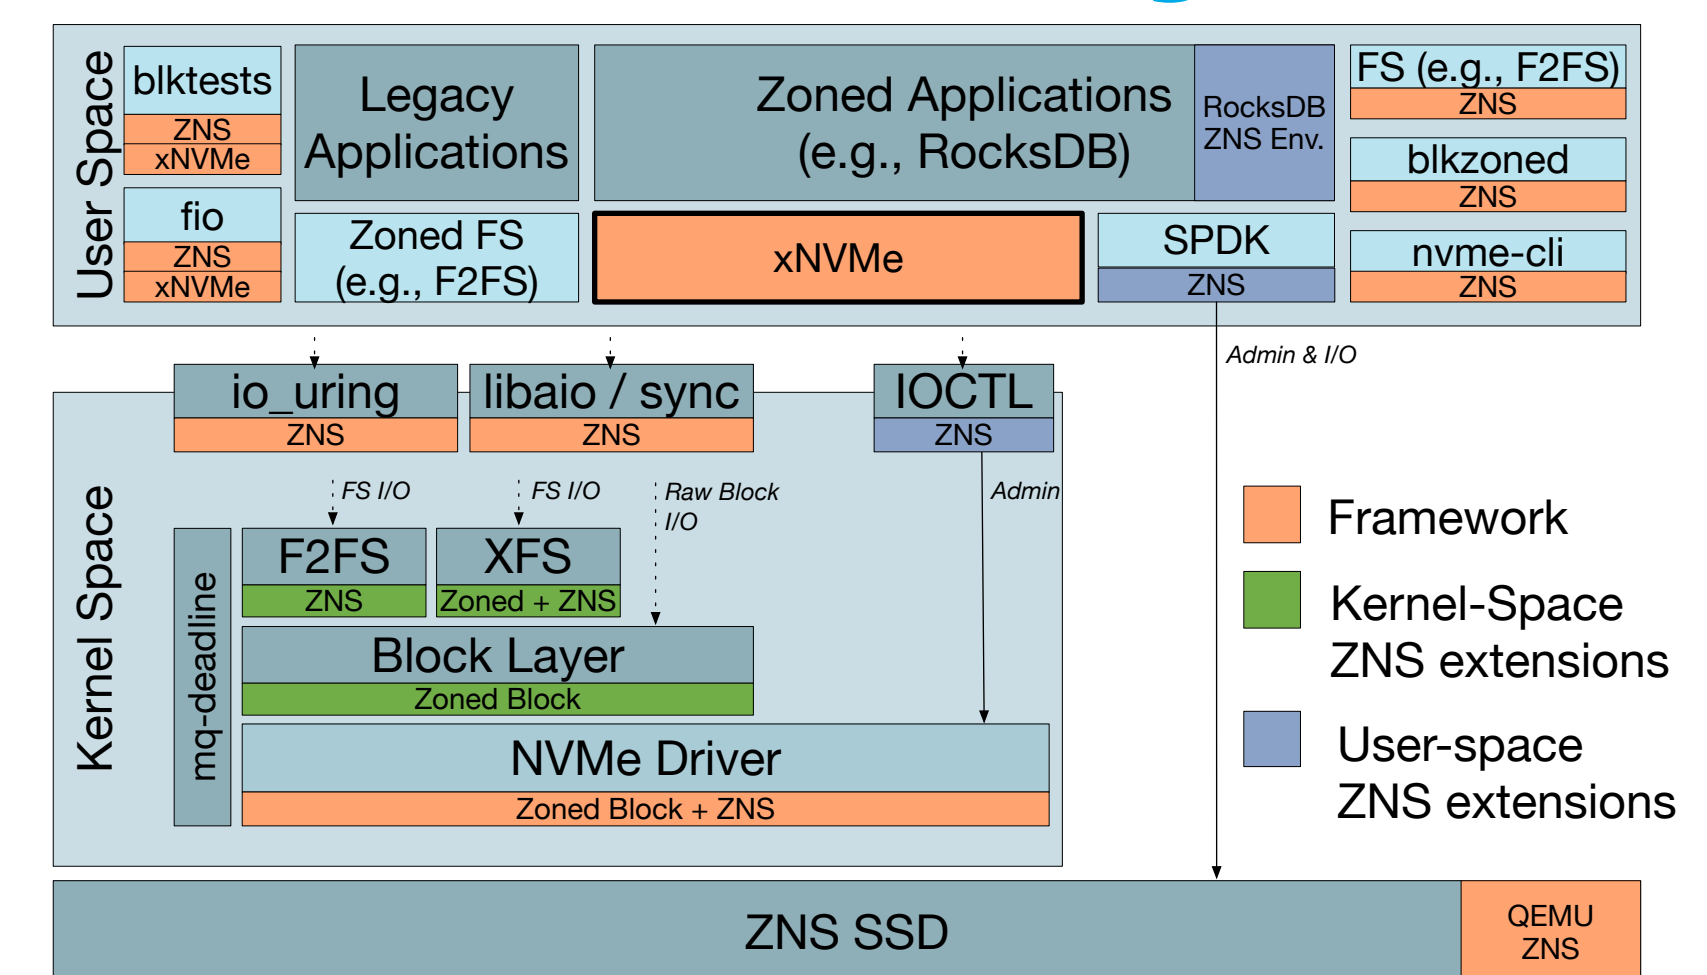 User Space
blktests
ZNS
xNVMe
fio
ZNS
xNVMe
Legacy
Applications
Zoned FS
(e.g., F2FS)
Zoned Applications
(e.g., RocksDB)
RocksDB
ZNS Env.
xNVMe
SPDK
ZNS
FS (e.g., F2FS)
ZNS
blkzoned
ZNS
nvme-cli
ZNS
Admin & I/O
Kernel Space
io_uring
ZNS
libaio / sync
ZNS
IOCTL
ZNS
FS I/O
FS I/O
Raw Block
I/O
Admin
mq-deadline
F2FS
ZNS
XFS
Zoned + ZNS
Block Layer
Zoned Block
NVMe Driver
Zoned Block + ZNS
Framework
Kernel-Space
ZNS extensions
User-space
ZNS extensions
ZNS SSD
QEMU
ZNS